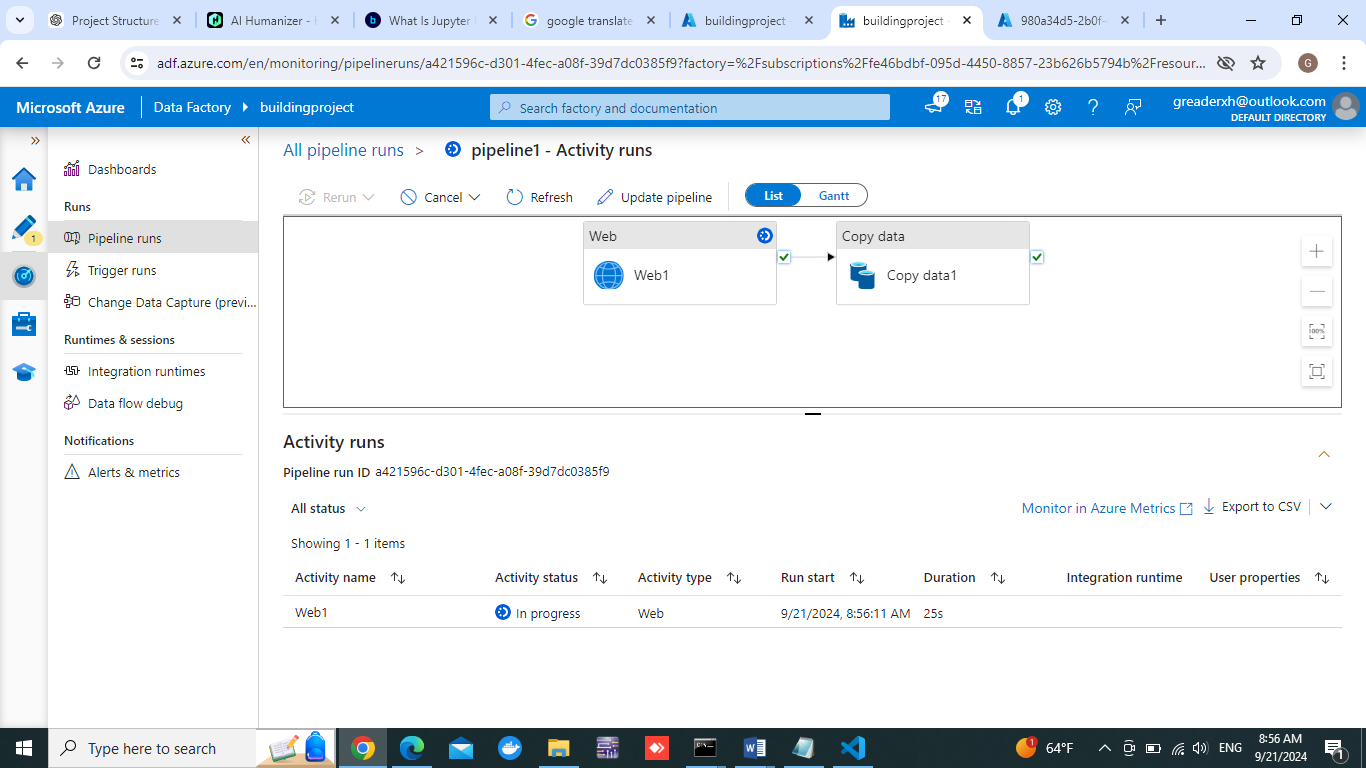 Project Structure
AI Humanizer -
What Is Jupyter
google translate
buildingproject
buildingproject
980a34d5-2b0f-
adf.azure.com/en/monitoring/pipelineruns/a421596c-d301-4fec-a08f-39d7dc0385f9?factory=%2Fsubscriptions%2Ffe46bdbf-095d-4450-8857-23b626b5794b%2Fresour...
G
Microsoft Azure
Data Factory
buildingproject
Search factory and documentation
17
1
greaderxh@outlook.com
DEFAULT DIRECTORY
1
Dashboards
Runs
Pipeline runs
Trigger runs
Change Data Capture (previ...
Runtimes & sessions
Integration runtimes
Data flow debug
Notifications
Alerts & metrics
All pipeline runs > pipeline1 - Activity runs
Rerun
Cancel
Refresh
Update pipeline
List
Gantt
Web
Web1
Copy data
Copy data1
100%
Activity runs
Pipeline run ID a421596c-d301-4fec-a08f-39d7dc0385f9
All status
Monitor in Azure Metrics
Export to CSV
Showing 1 - 1 items
Activity name Activity status Activity type Run start Duration Integration runtime User properties
Web1 In progress Web 9/21/2024, 8:56:11 AM 25s
Type here to search
1
64°F
ENG
8:56 AM
9/21/2024
1